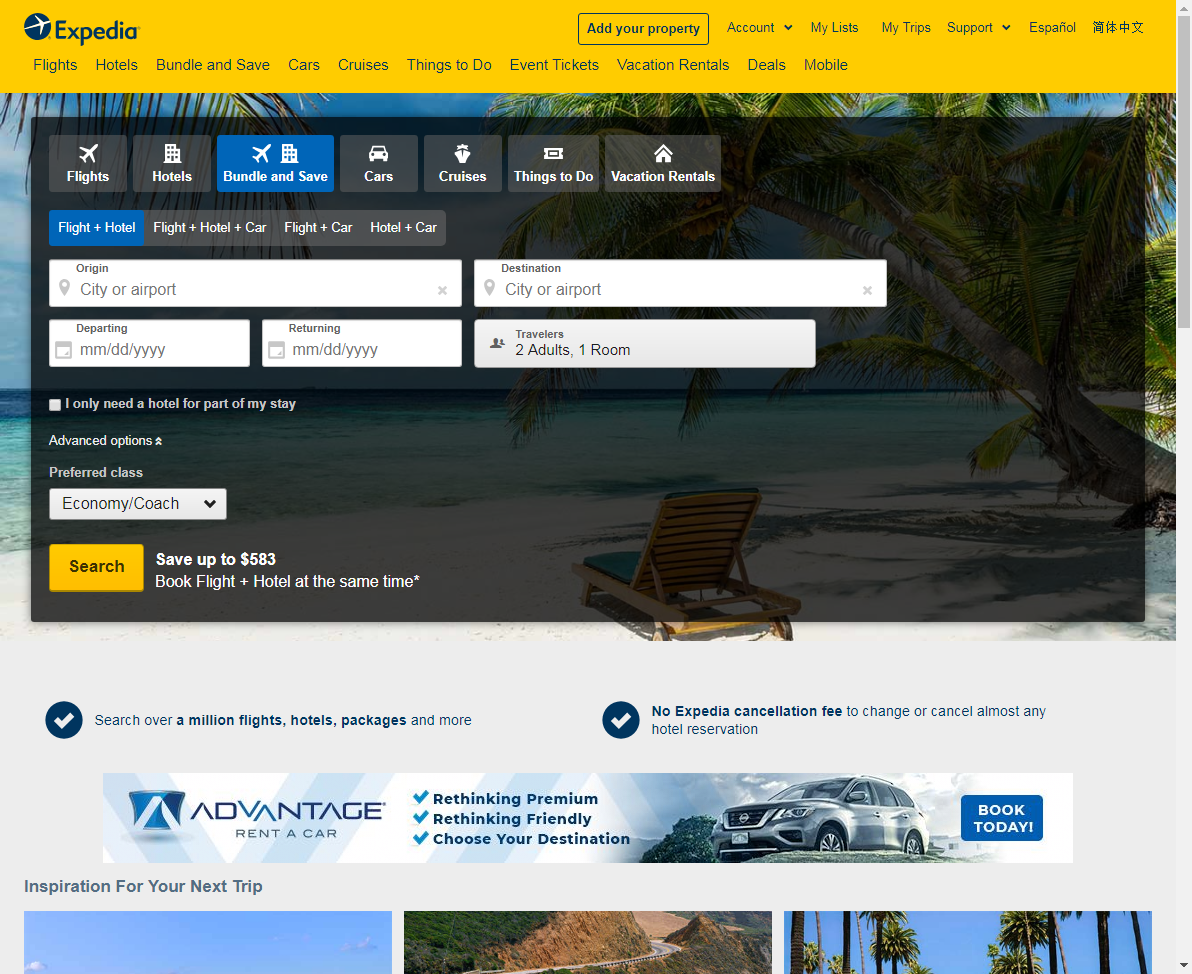 Expedia
Add your property
Account
My Lists
My Trips
Support
Español
简体中文
Flights
Hotels
Bundle and Save
Cars
Cruises
Things to Do
Event Tickets
Vacation Rentals
Deals
Mobile
Flights
Hotels
Bundle and Save
Cars
Cruises
Things to Do
Vacation Rentals
Flight + Hotel
Flight + Hotel + Car
Flight + Car
Hotel + Car
Origin
City or airport
Destination
City or airport
Departing
mm/dd/yyyy
Returning
mm/dd/yyyy
Travelers
2 Adults, 1 Room
I only need a hotel for part of my stay
Advanced options
Preferred class
Economy/Coach
Search
Save up to $583
Book Flight + Hotel at the same time*
Search over a million flights, hotels, packages and more
No Expedia cancellation fee to change or cancel almost any
hotel reservation
ADVANTAGE
RENT A CAR
Rethinking Premium
Rethinking Friendly
Choose Your Destination
BOOK
TODAY!
Inspiration For Your Next Trip